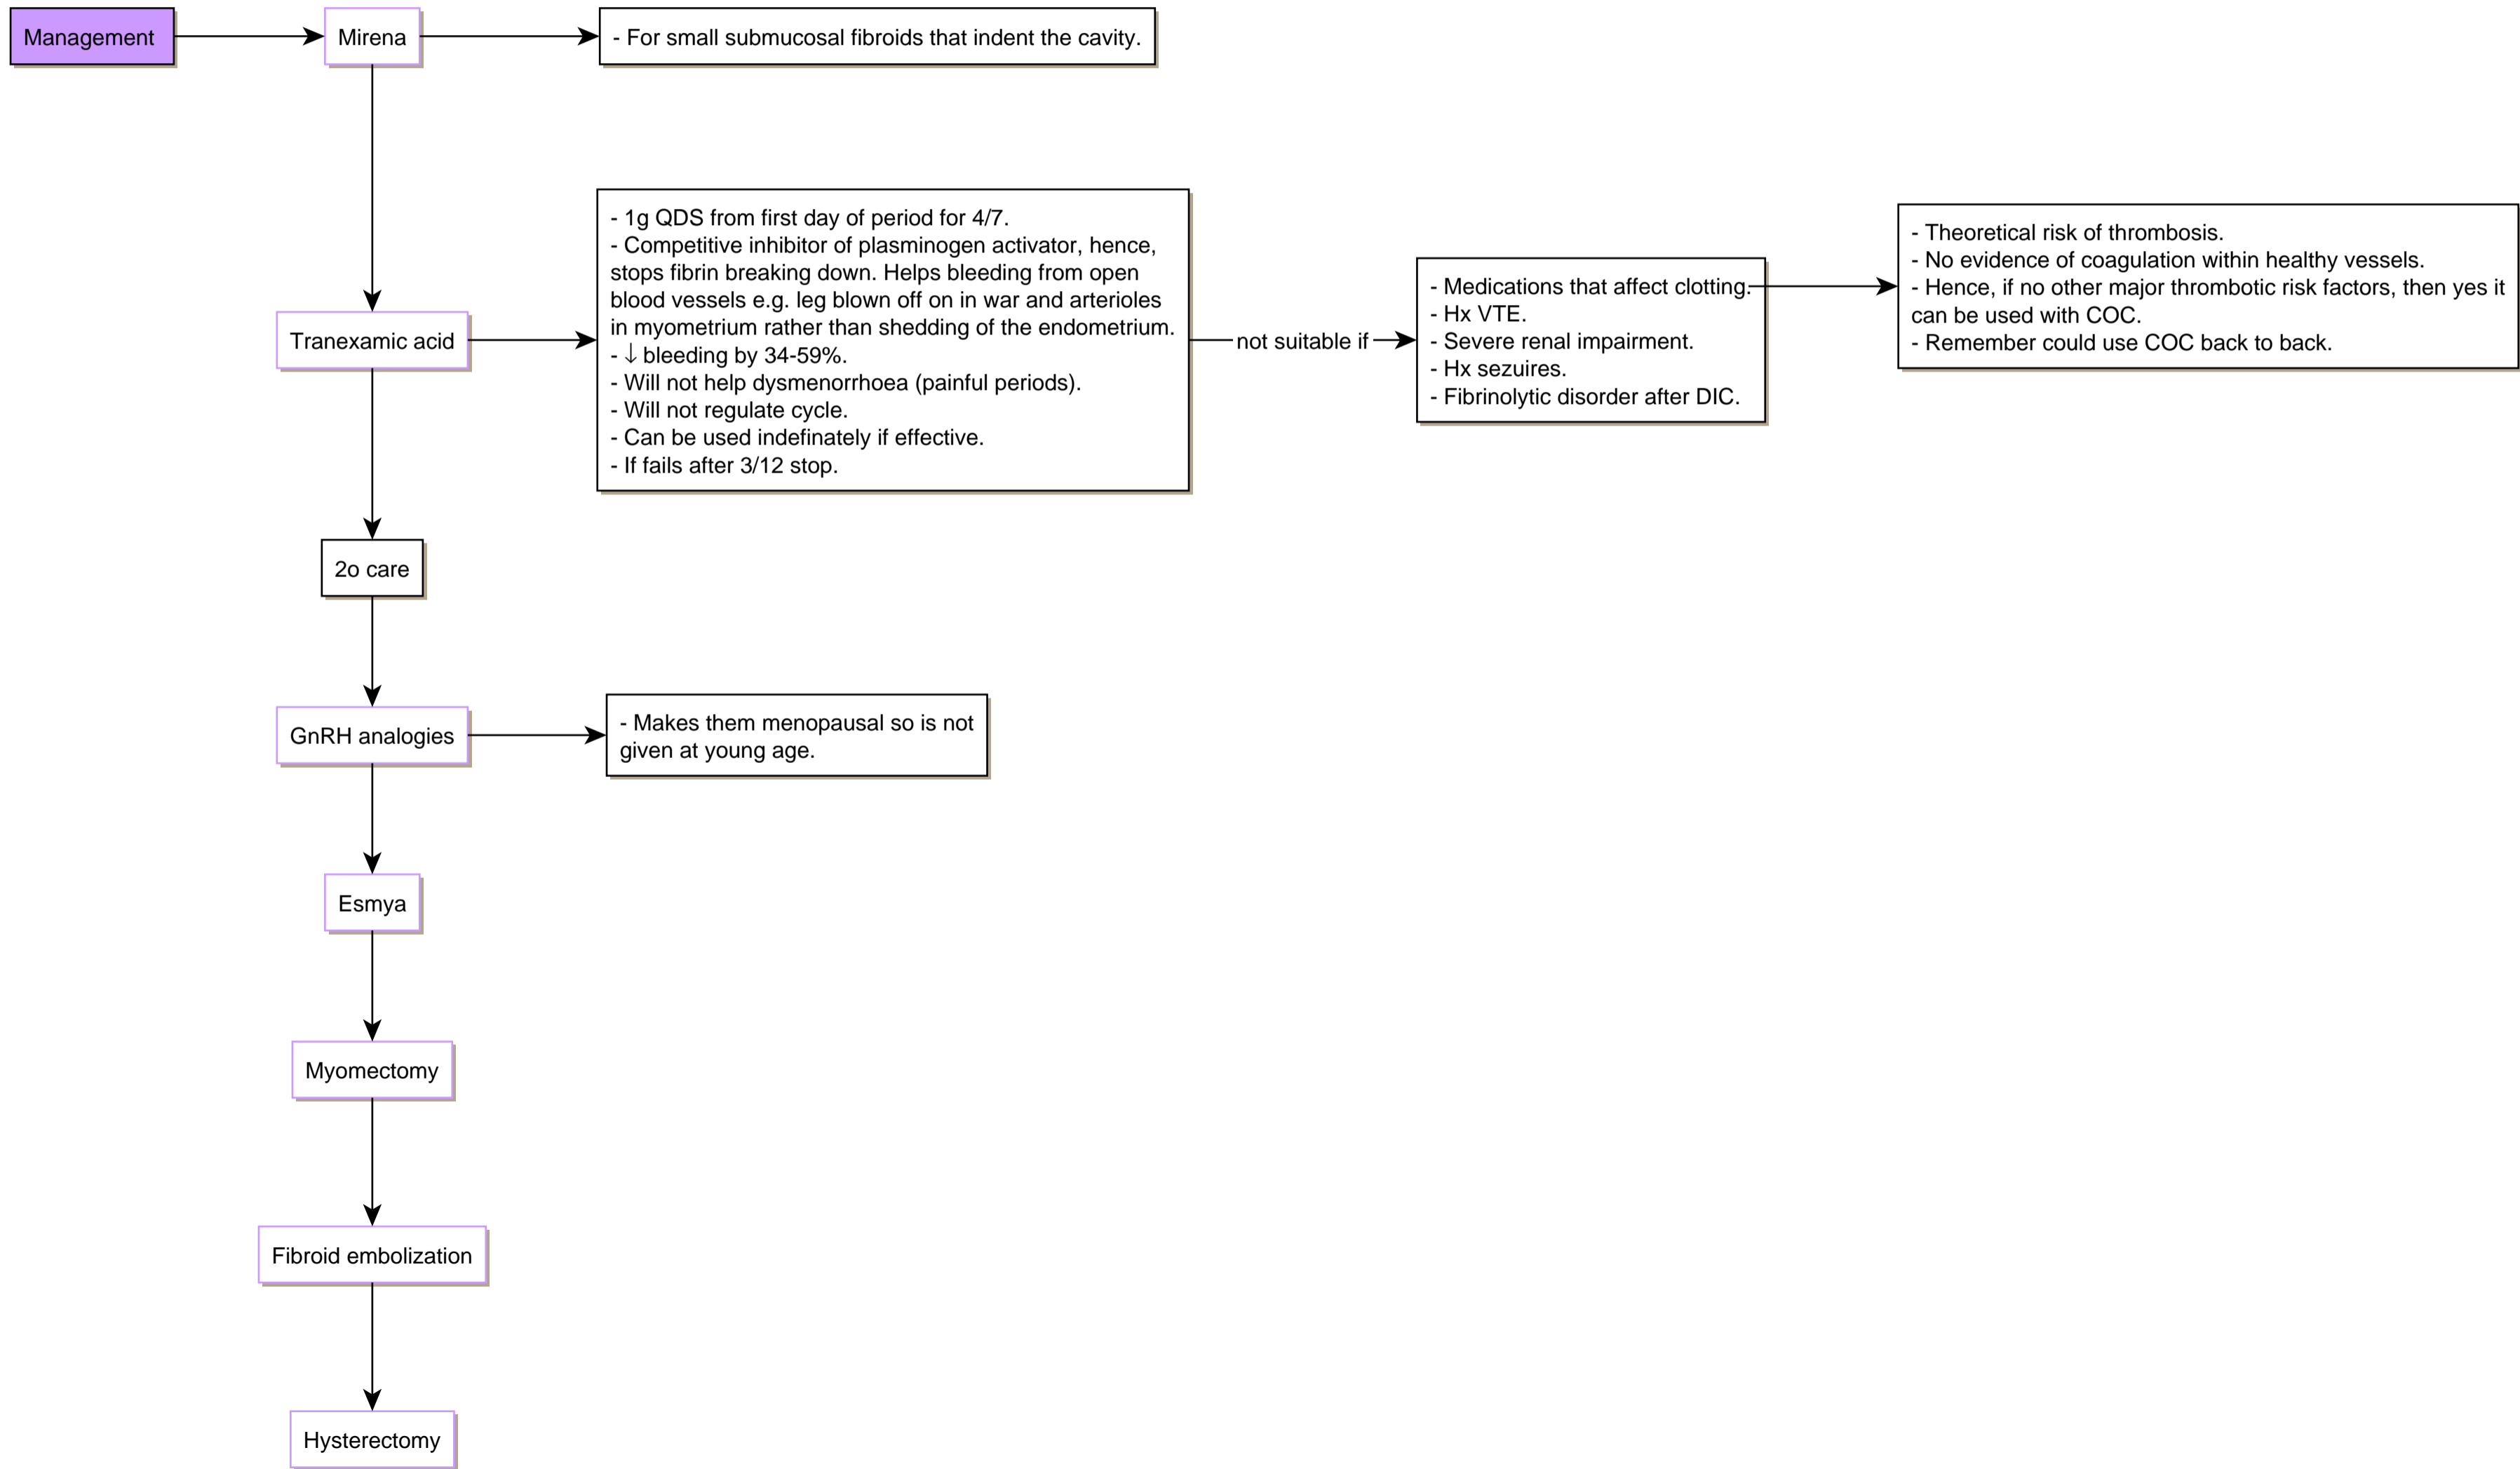 Management
Mirena
- For small submucosal fibroids that indent the cavity.
Tranexamic acid
- 1g QDS from first day of period for 4/7.
- Competitive inhibitor of plasminogen activator, hence,
stops fibrin breaking down. Helps bleeding from open
blood vessels e.g. leg blown off on in war and arterioles
in myometrium rather than shedding of the endometrium.
- ↓ bleeding by 34-59%.
- Will not help dysmenorrhoea (painful periods).
- Will not regulate cycle.
- Can be used indefinately if effective.
- If fails after 3/12 stop.
not suitable if
- Medications that affect clotting.
- Hx VTE.
- Severe renal impairment.
- Hx sezuires.
- Fibrinolytic disorder after DIC.
- Theoretical risk of thrombosis.
- No evidence of coagulation within healthy vessels.
- Hence, if no other major thrombotic risk factors, then yes it
can be used with COC.
- Remember could use COC back to back.
2o care
GnRH analogies
- Makes them menopausal so is not
given at young age.
Esmya
Myomectomy
Fibroid embolization
Hysterectomy